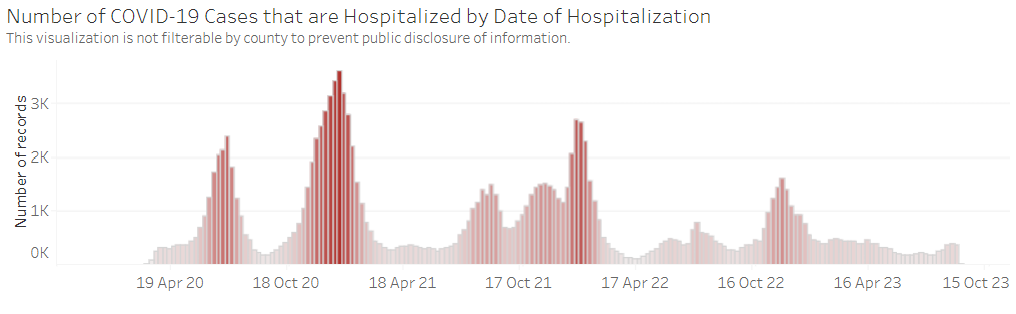 Number of COVID-19 Cases that are Hospitalized by Date of Hospitalization
This visualization is not filterable by county to prevent public disclosure of information.
Number of records
3K
2K
1K
0K
19 Apr 20 18 Oct 20 18 Apr 21 17 Oct 21 17 Apr 22 16 Oct 22 16 Apr 23 15 Oct 23